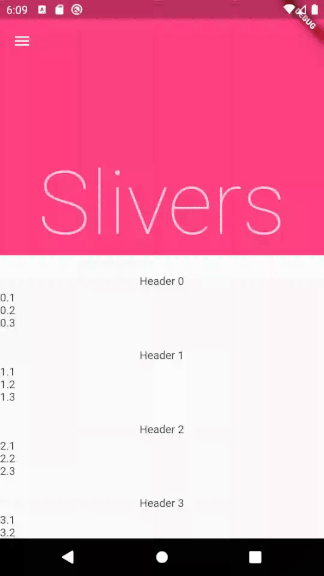 6:09
DEBUG
Slivers
Header 0
0.1
0.2
0.3
Header 1
1.1
1.2
1.3
Header 2
2.1
2.2
2.3
Header 3
3.1
3.2